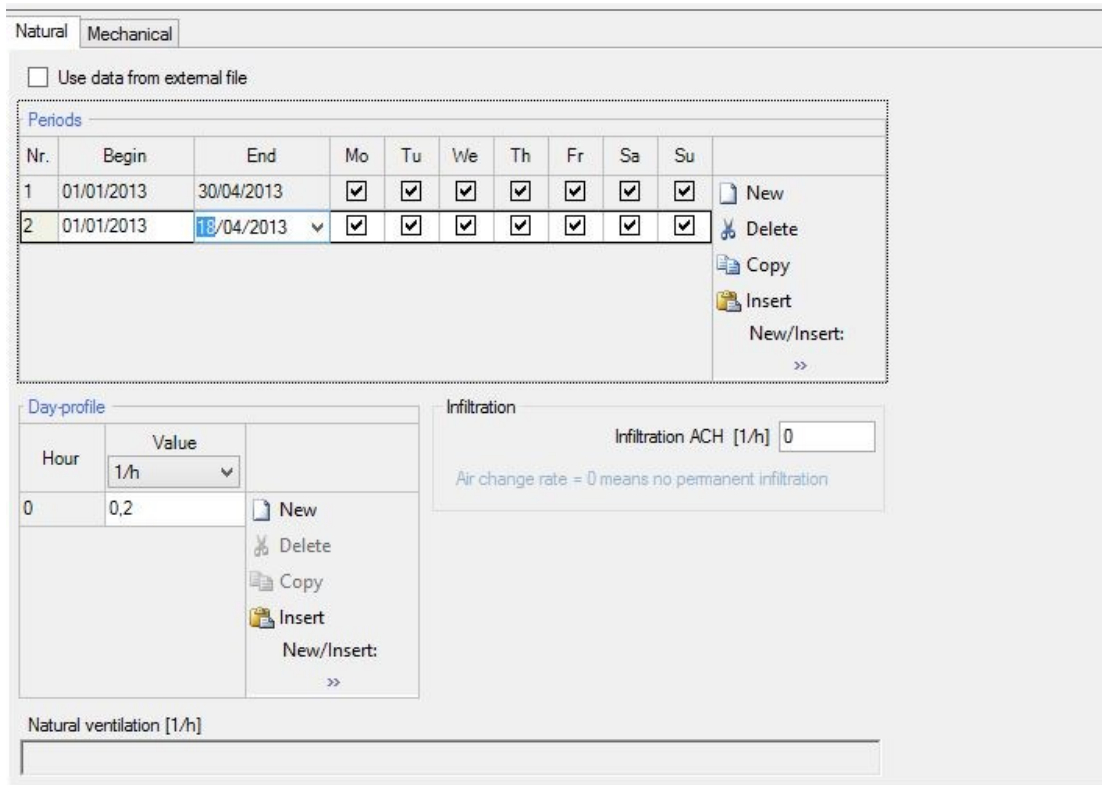 Natural Mechanical
Use data from external file
Periods
Nr. Begin End Mo Tu We Th Fr Sa Su
1 01/01/2013 30/04/2013 New
2 01/01/2013 18/04/2013 Delete
Copy
Insert
New/Insert:
>>
Day-profile
Hour Value
1/h
0 0,2 New
Delete
Copy
Insert
New/Insert:
>>
Infiltration
Infiltration ACH [1/h] 0
Air change rate = 0 means no permanent infiltration
Natural ventilation [1/h]